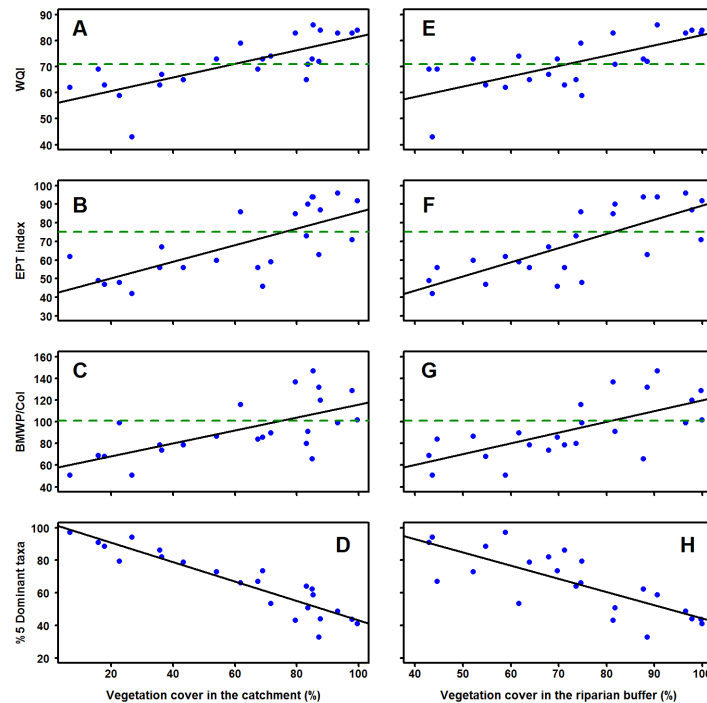 A
E
WQI
90
80
70
60
50
40
B
F
EPT index
100
90
80
70
60
50
40
30
C
G
BMWP/Col
160
140
120
100
80
60
40
D
H
%5 Dominant taxa
100
80
60
40
20
20 40 60 80 100
40 50 60 70 80 90 100
Vegetation cover in the catchment (%)
Vegetation cover in the riparian buffer (%)